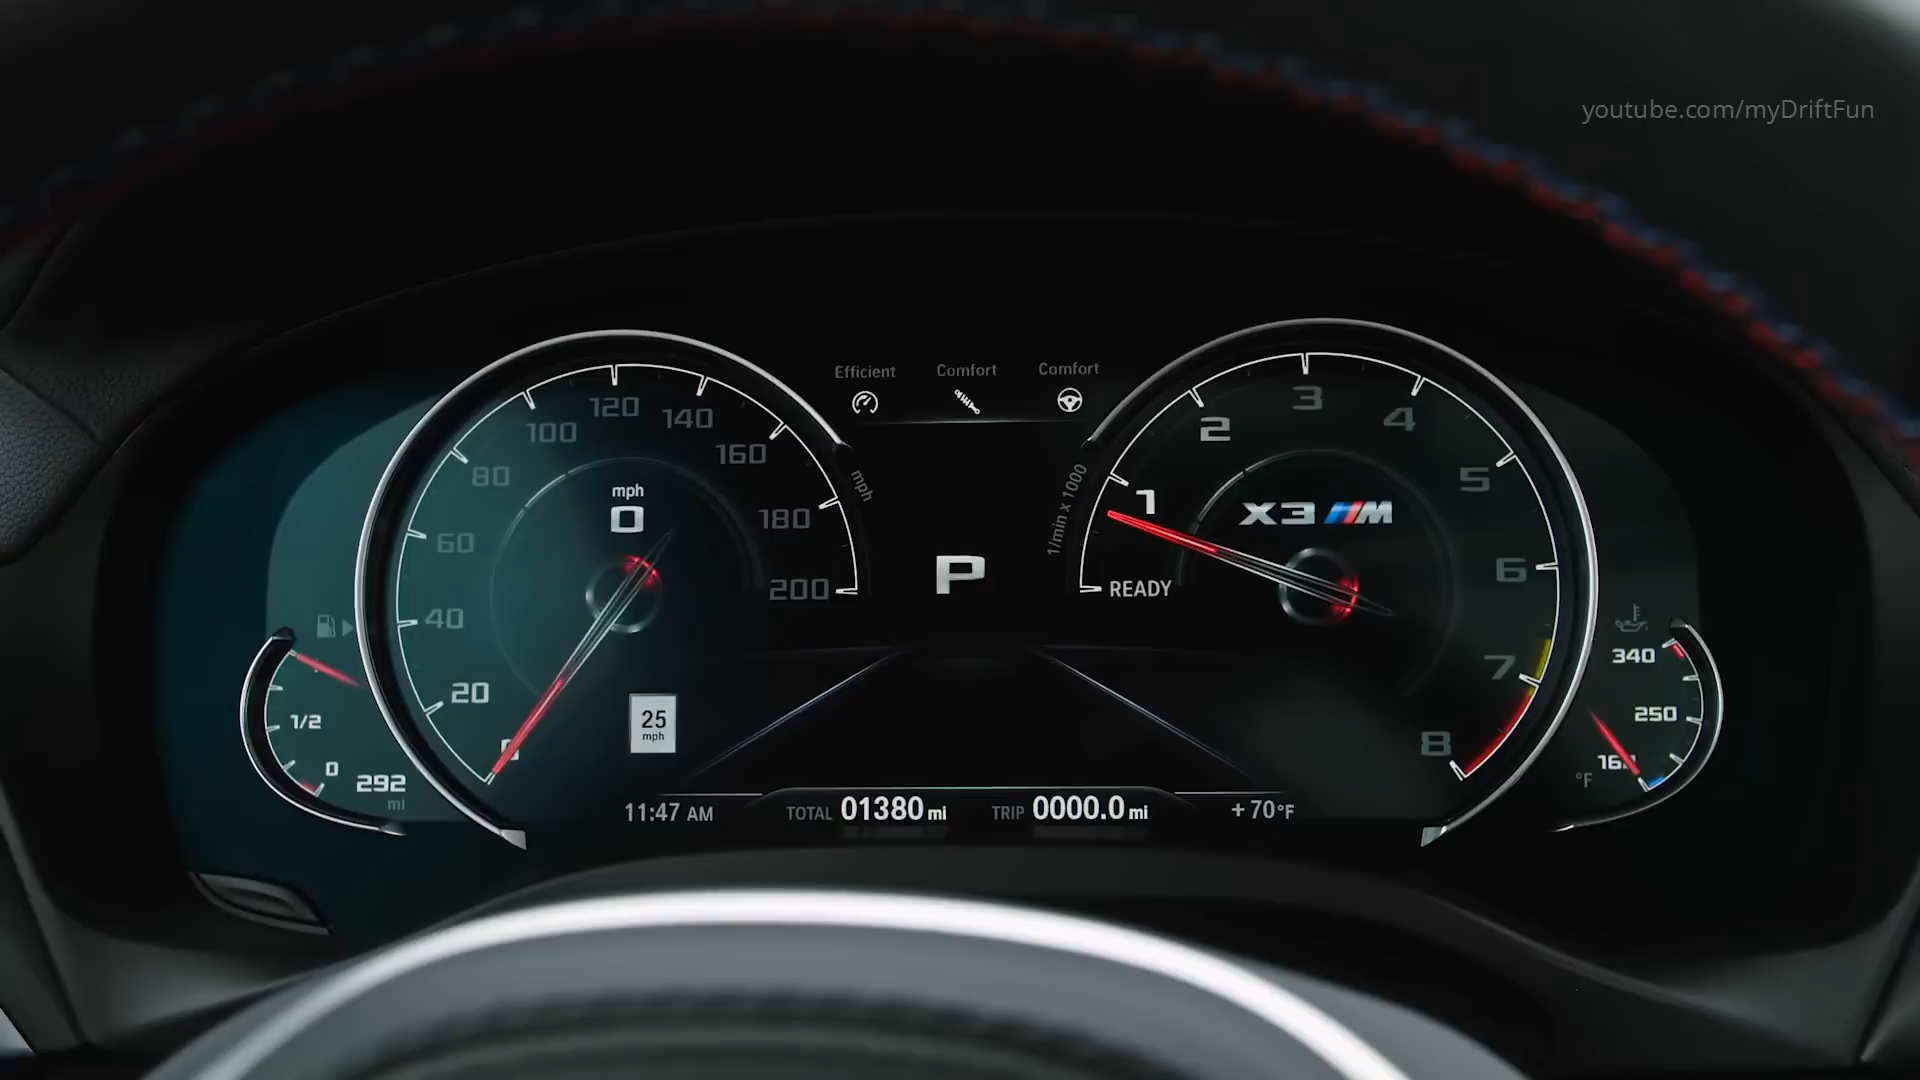 youtube.com/myDriftFun
Efficient
Comfort
Comfort
0
20
40
60
80
100
120
140
160
180
200
mph
mph
0
25
mph
P
READY
1
2
3
4
5
6
7
8
1/min x 1000
X3 M
1/2
0
292
mi
340
250
°F
11:47 AM
TOTAL 01380 mi
TRIP 0000.0 mi
+70°F